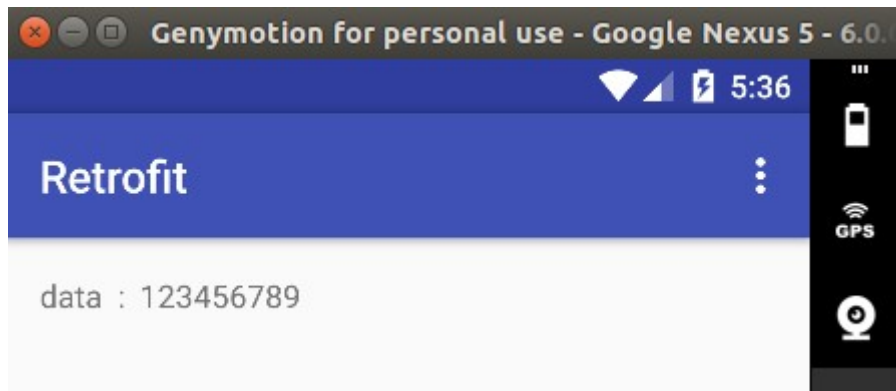 Genymotion for personal use - Google Nexus 5 - 6.0.
5:36
Retrofit
GPS
data : 123456789